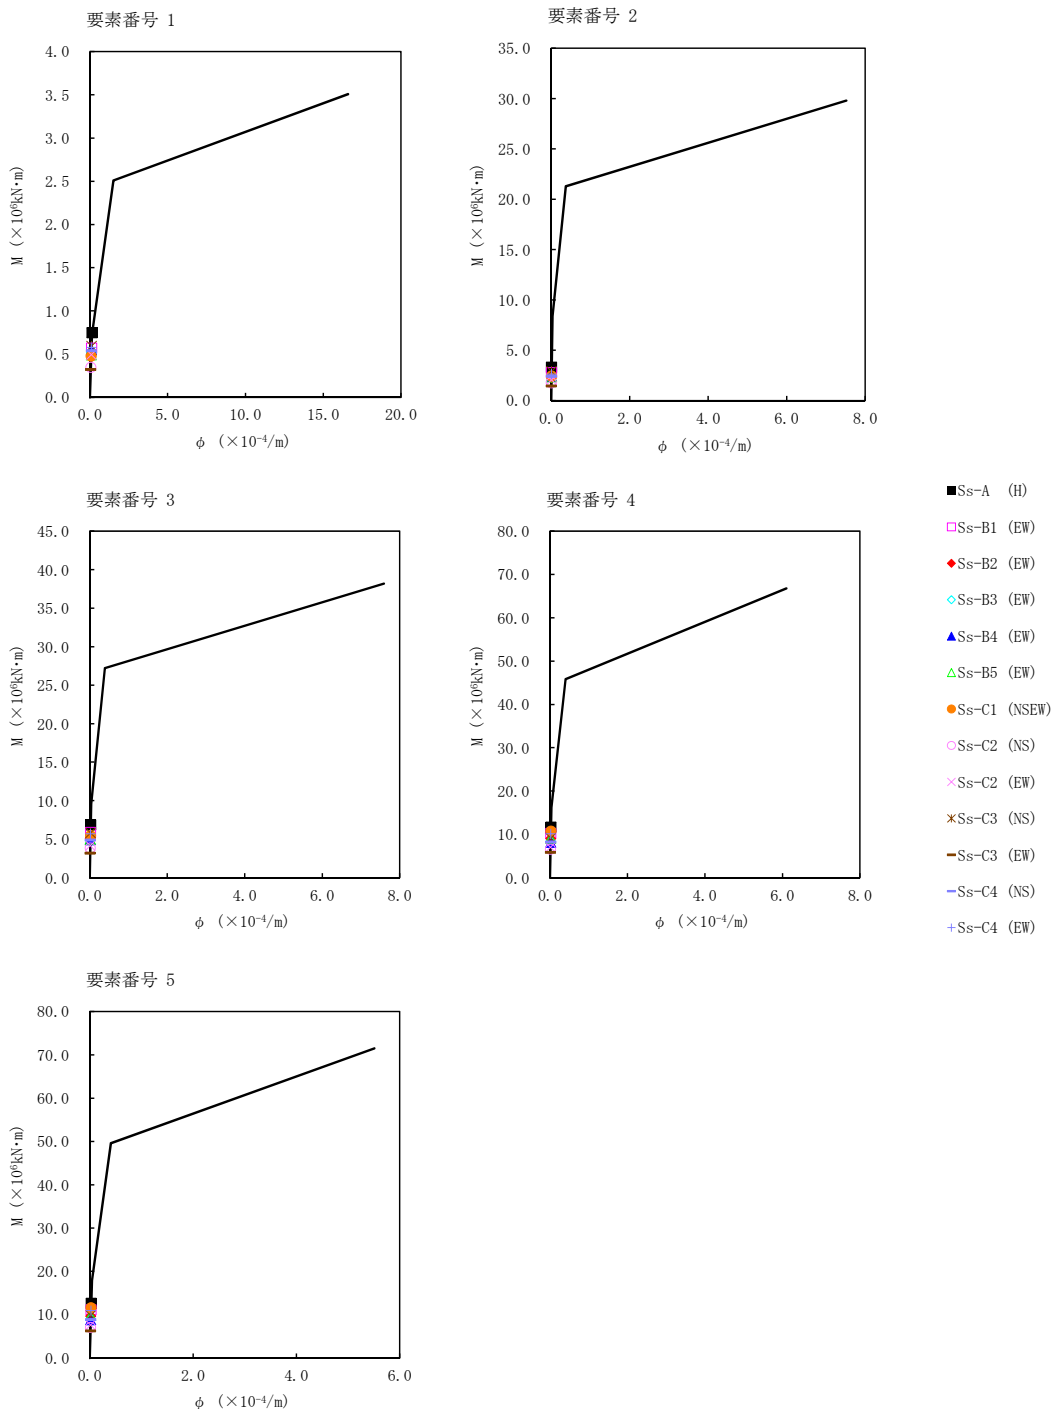 要素番号 1
4.0
3.5
3.0
2.5
2.0
1.5
1.0
0.5
0.0
M (×10⁶kN・m)
0.0 5.0 10.0 15.0 20.0
φ (×10⁻⁴/m)
要素番号 2
35.0
30.0
25.0
20.0
15.0
10.0
5.0
0.0
M (×10⁶kN・m)
0.0 2.0 4.0 6.0 8.0
φ (×10⁻⁴/m)
要素番号 3
45.0
40.0
35.0
30.0
25.0
20.0
15.0
10.0
5.0
0.0
M (×10⁶kN・m)
0.0 2.0 4.0 6.0 8.0
φ (×10⁻⁴/m)
要素番号 4
80.0
70.0
60.0
50.0
40.0
30.0
20.0
10.0
0.0
M (×10⁶kN・m)
0.0 2.0 4.0 6.0 8.0
φ (×10⁻⁴/m)
Ss-A (H)
Ss-B1 (EW)
Ss-B2 (EW)
Ss-B3 (EW)
Ss-B4 (EW)
Ss-B5 (EW)
Ss-C1 (NSEW)
Ss-C2 (NS)
Ss-C2 (EW)
Ss-C3 (NS)
Ss-C3 (EW)
Ss-C4 (NS)
Ss-C4 (EW)
要素番号 5
80.0
70.0
60.0
50.0
40.0
30.0
20.0
10.0
0.0
M (×10⁶kN・m)
0.0 2.0 4.0 6.0
φ (×10⁻⁴/m)